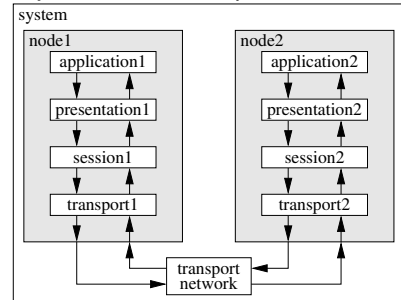 system
node1
application1
presentation1
session1
transport1
node2
application2
presentation2
session2
transport2
transport
network